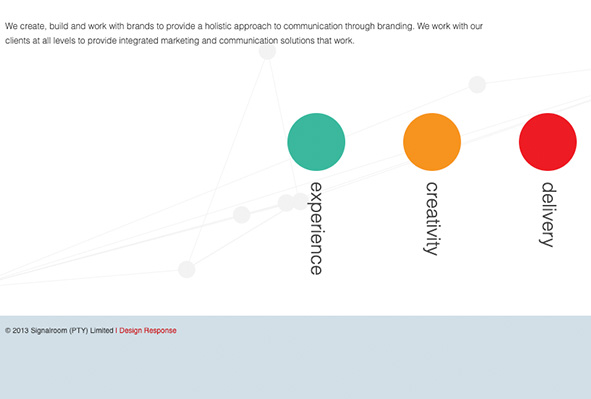 We create, build and work with brands to provide a holistic approach to communication through branding. We work with our
clients at all levels to provide integrated marketing and communication solutions that work.
experience
creativity
delivery
© 2013 Signalroom (PTY) Limited I Design Response